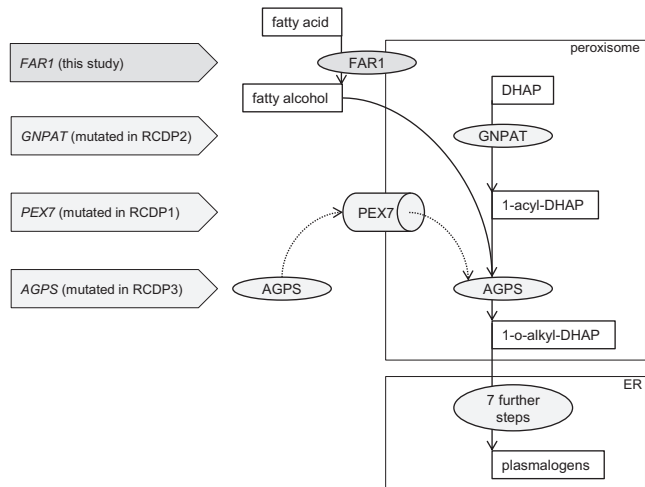 fatty acid
peroxisome
FAR1 (this study)
FAR1
fatty alcohol
DHAP
GNPAT (mutated in RCDP2)
GNPAT
PEX7 (mutated in RCDP1)
PEX7
1-acyl-DHAP
AGPS (mutated in RCDP3)
AGPS
AGPS
1-o-alkyl-DHAP
ER
7 further
steps
plasmalogens